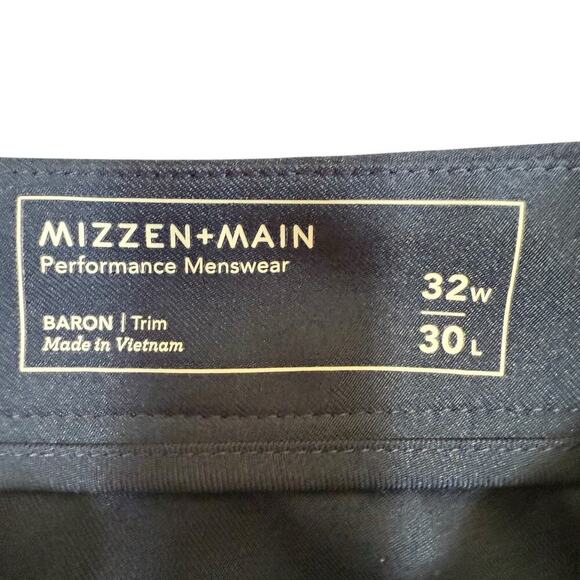 MIZZEN+MAIN
Performance Menswear
BARON | Trim
Made in Vietnam
32W
30L